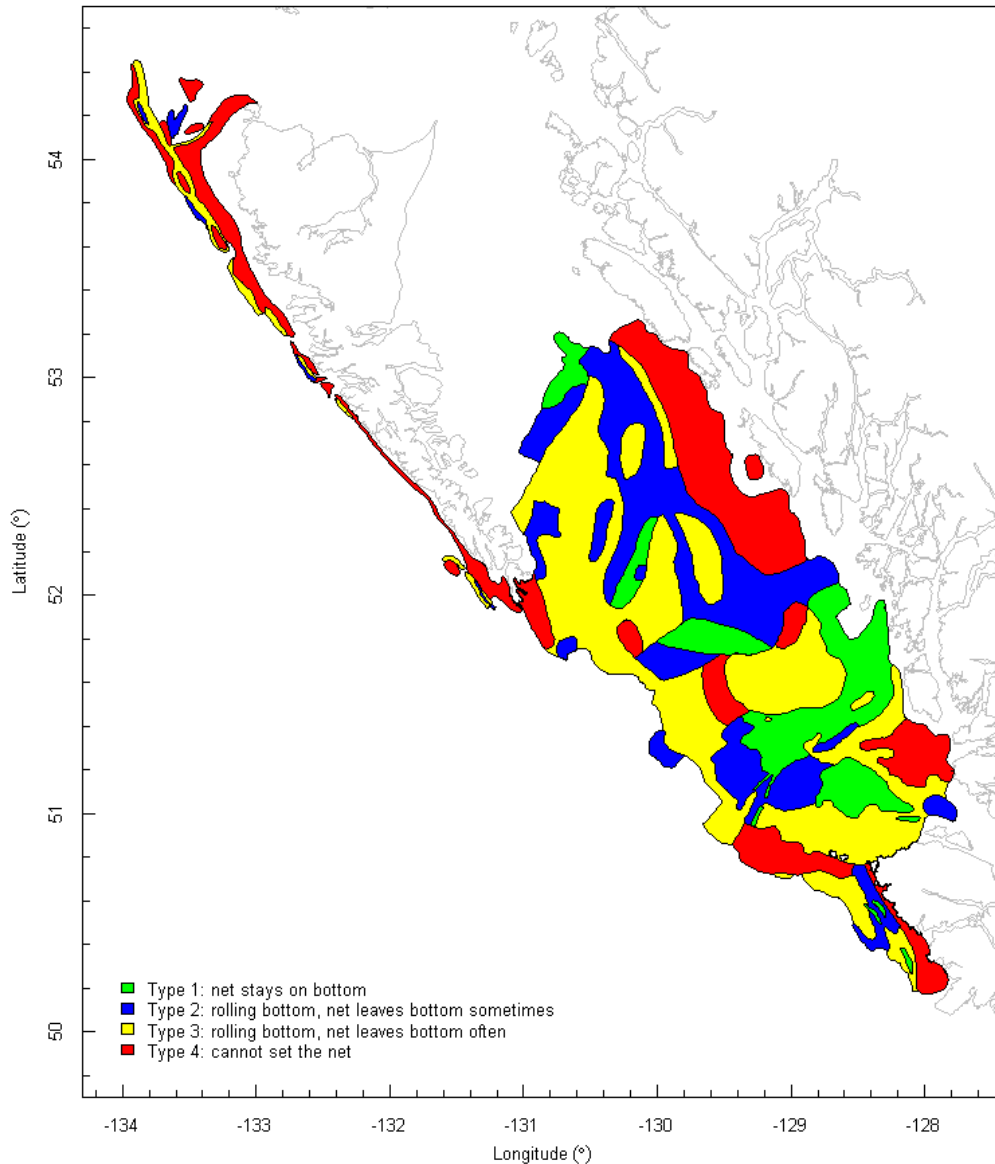 54
53
52
51
50
Latitude (°)
Type 1: net stays on bottom
Type 2: rolling bottom, net leaves bottom sometimes
Type 3: rolling bottom, net leaves bottom often
Type 4: cannot set the net
-134 -133 -132 -131 -130 -129 -128
Longitude (°)